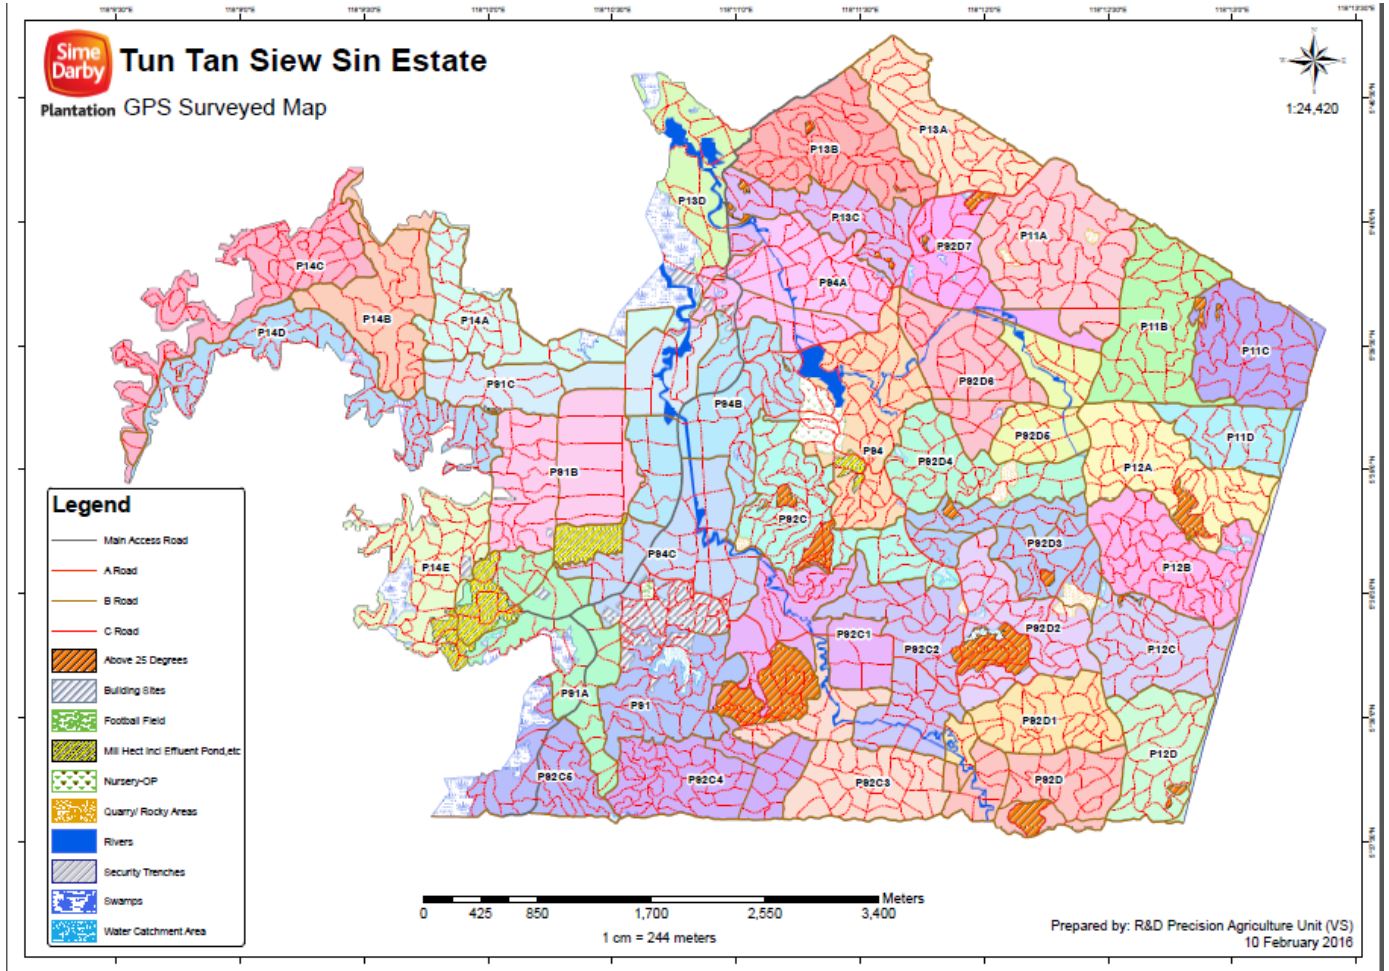 Sime
Darby
Plantation
Tun Tan Siew Sin Estate
GPS Surveyed Map
1:24,420
P13A
P13B
P13D
P13C
P92D7
P11A
P14C
P94A
P14D
P14B
P14A
P11B
P11C
P91C
P92D6
P94B
P92D5
P11D
P91B
P94
P92D4
P12A
P92C
P94C
P92D3
P14E
P12B
P92C1
P92D2
P92C2
P12C
P91A
P91
P92D1
P12D
P92C5
P92C4
P92C3
P92D
Legend
Main Access Road
A Road
B Road
C Road
Above 25 Degrees
Building Sites
Football Field
Mill Hect Incl Effluent Pond,etc
Nursery-OP
Quarry/ Rocky Areas
Rivers
Security Trenches
Swamps
Water Catchment Area
Meters
0 425 850 1,700 2,550 3,400
1 cm = 244 meters
Prepared by: R&D Precision Agriculture Unit (VS)
10 February 2016